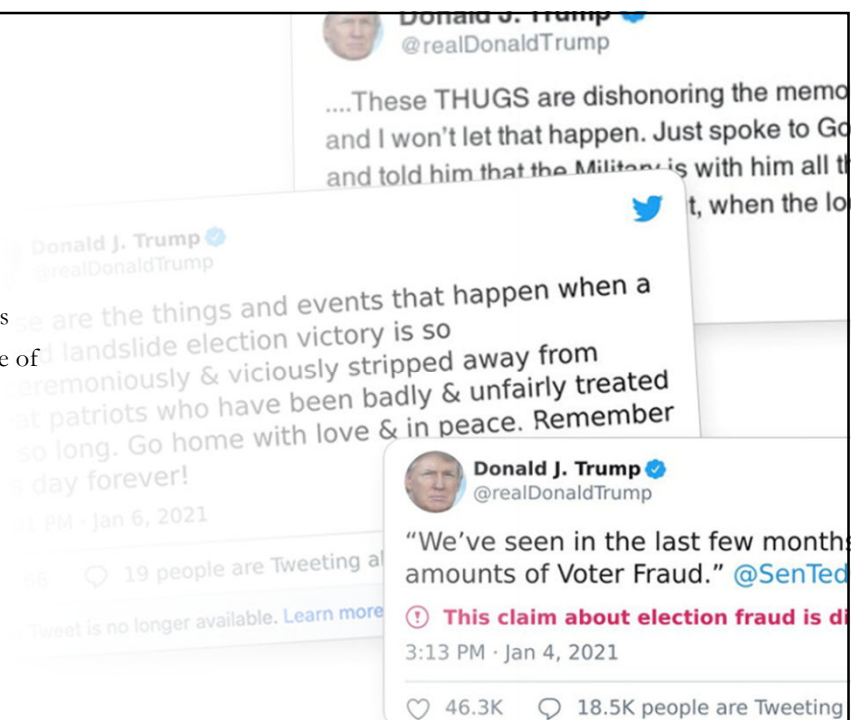 Donald J. Trump
@realDonaldTrump
....These THUGS are dishonoring the memo
and I won't let that happen. Just spoke to Go
and told him that the Military is with him all t
t, when the lo
Donald J. Trump
@realDonaldTrump
se are the things and events that happen when a
d landslide election victory is so
eremoniously & viciously stripped away from
at patriots who have been badly & unfairly treated
so long. Go home with love & in peace. Remember
s day forever!
PM · Jan 6, 2021
19 people are Tweeting a
Tweet is no longer available. Learn more
s
e of
Donald J. Trump
@realDonaldTrump
“We've seen in the last few months
amounts of Voter Fraud.” @SenTed
This claim about election fraud is di
3:13 PM · Jan 4, 2021
46.3K 18.5K people are Tweeting